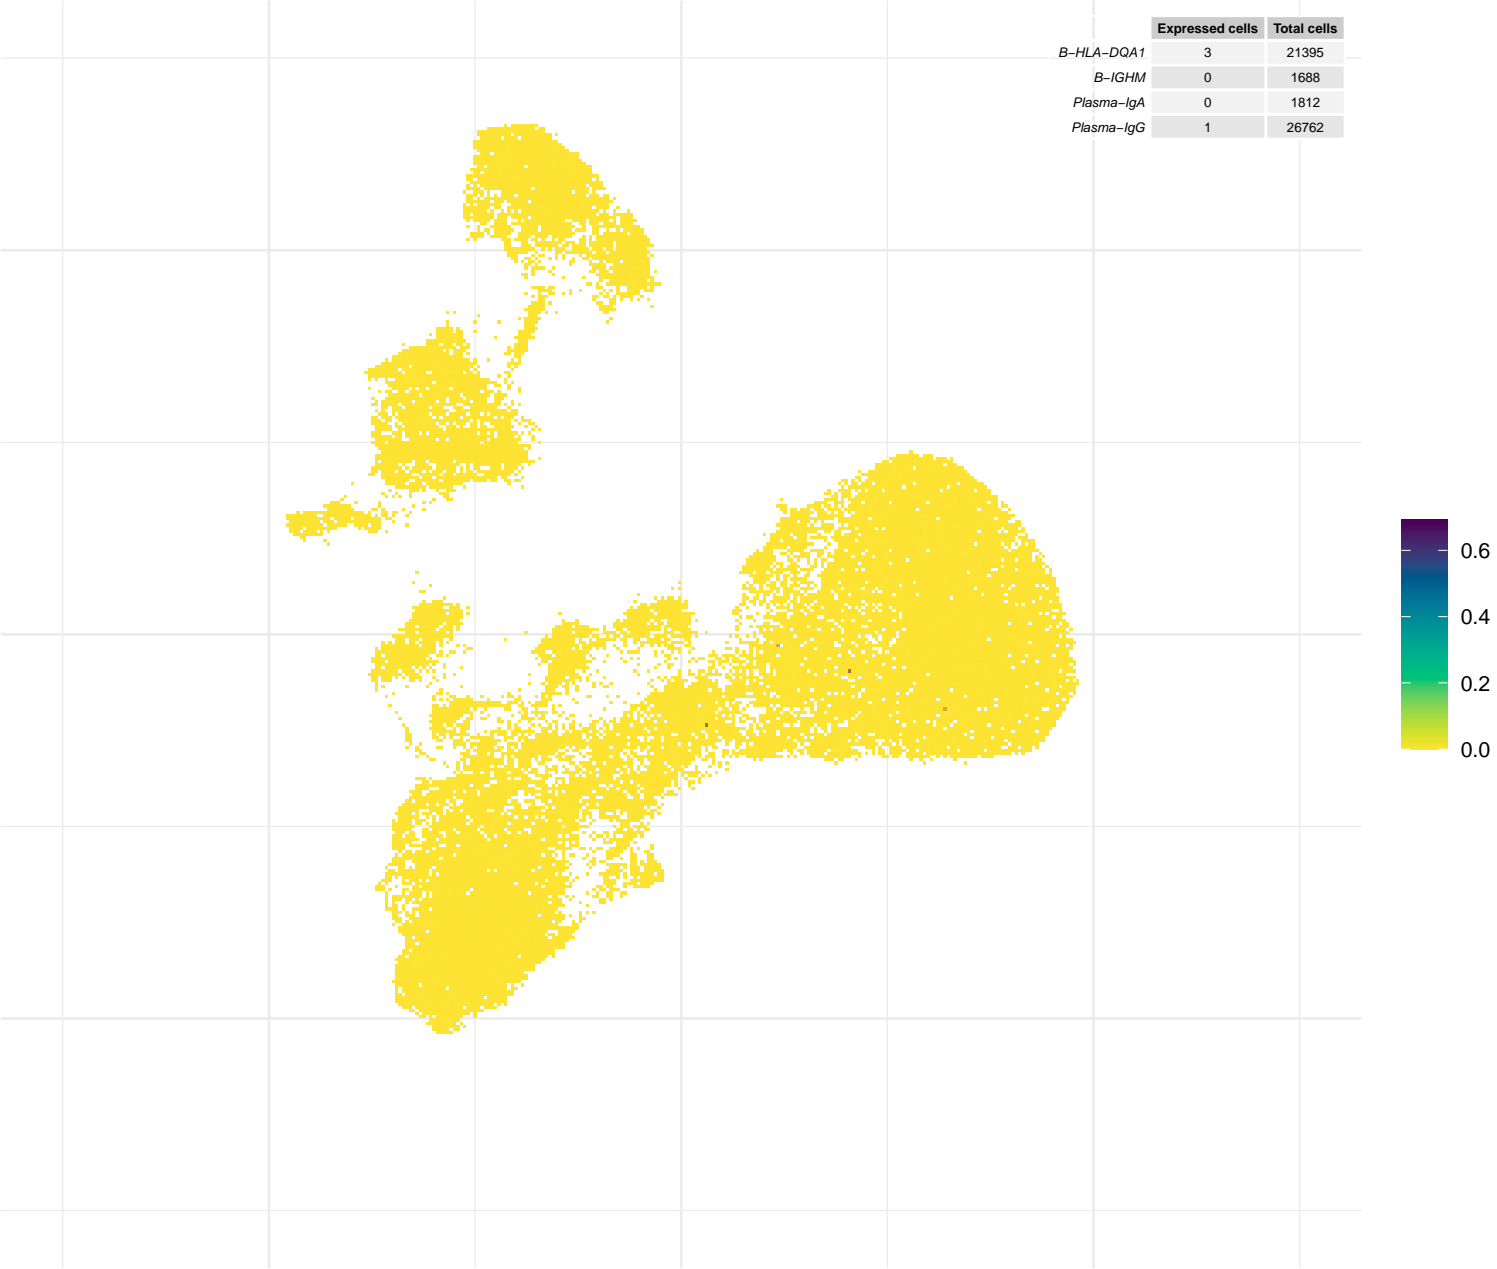 Expressed cells Total cells
B−HLA−DQA1 3 21395
B−IGHM 0 1688
Plasma−IgA 0 1812
Plasma−IgG 1 26762
0.6
0.4
0.2
0.0